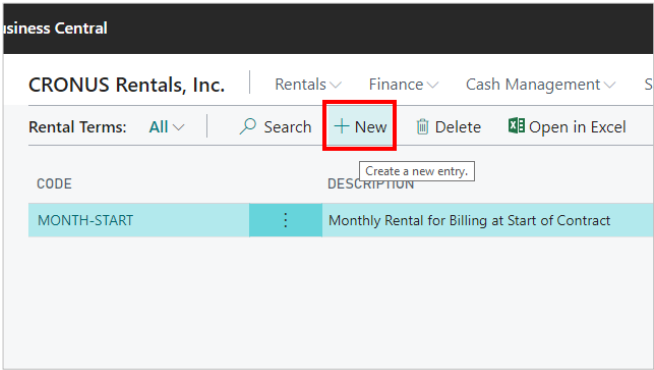 usiness Central
CRONUS Rentals, Inc. Rentals Finance Cash Management S
Rental Terms: All Search + New Delete Open in Excel
Create a new entry.
CODE DESCRIPTION
MONTH-START Monthly Rental for Billing at Start of Contract